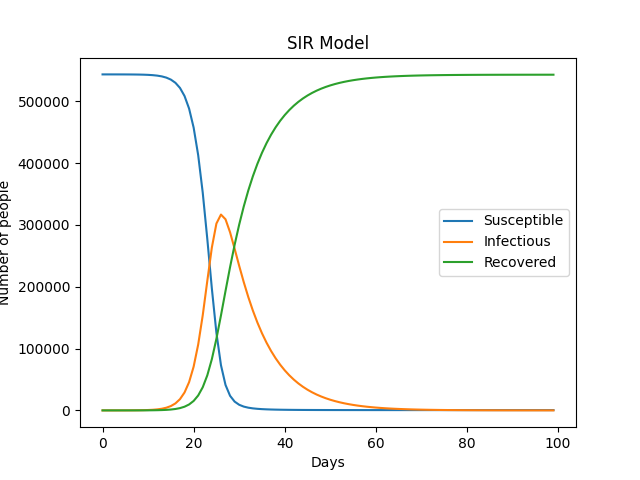 SIR Model
Number of people
500000
400000
300000
200000
100000
0
Susceptible
Infectious
Recovered
0 20 40 60 80 100
Days